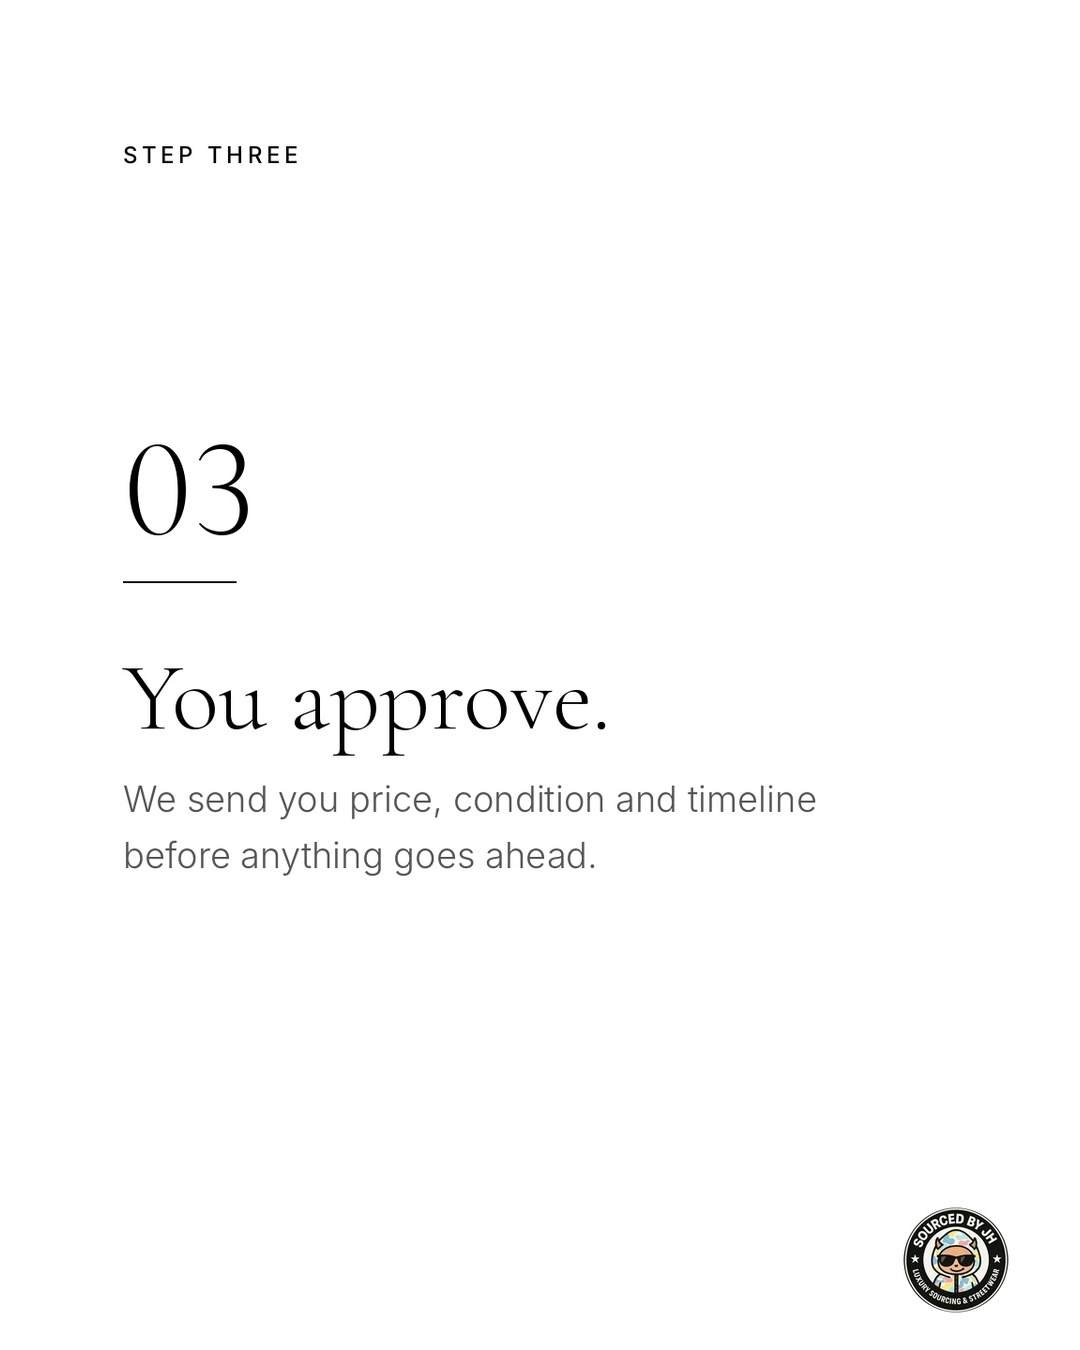 STEP THREE
03
You approve.
We send you price, condition and timeline
before anything goes ahead.
SOURCED BY JH
LUXURY SOURCING & STREETWEAR